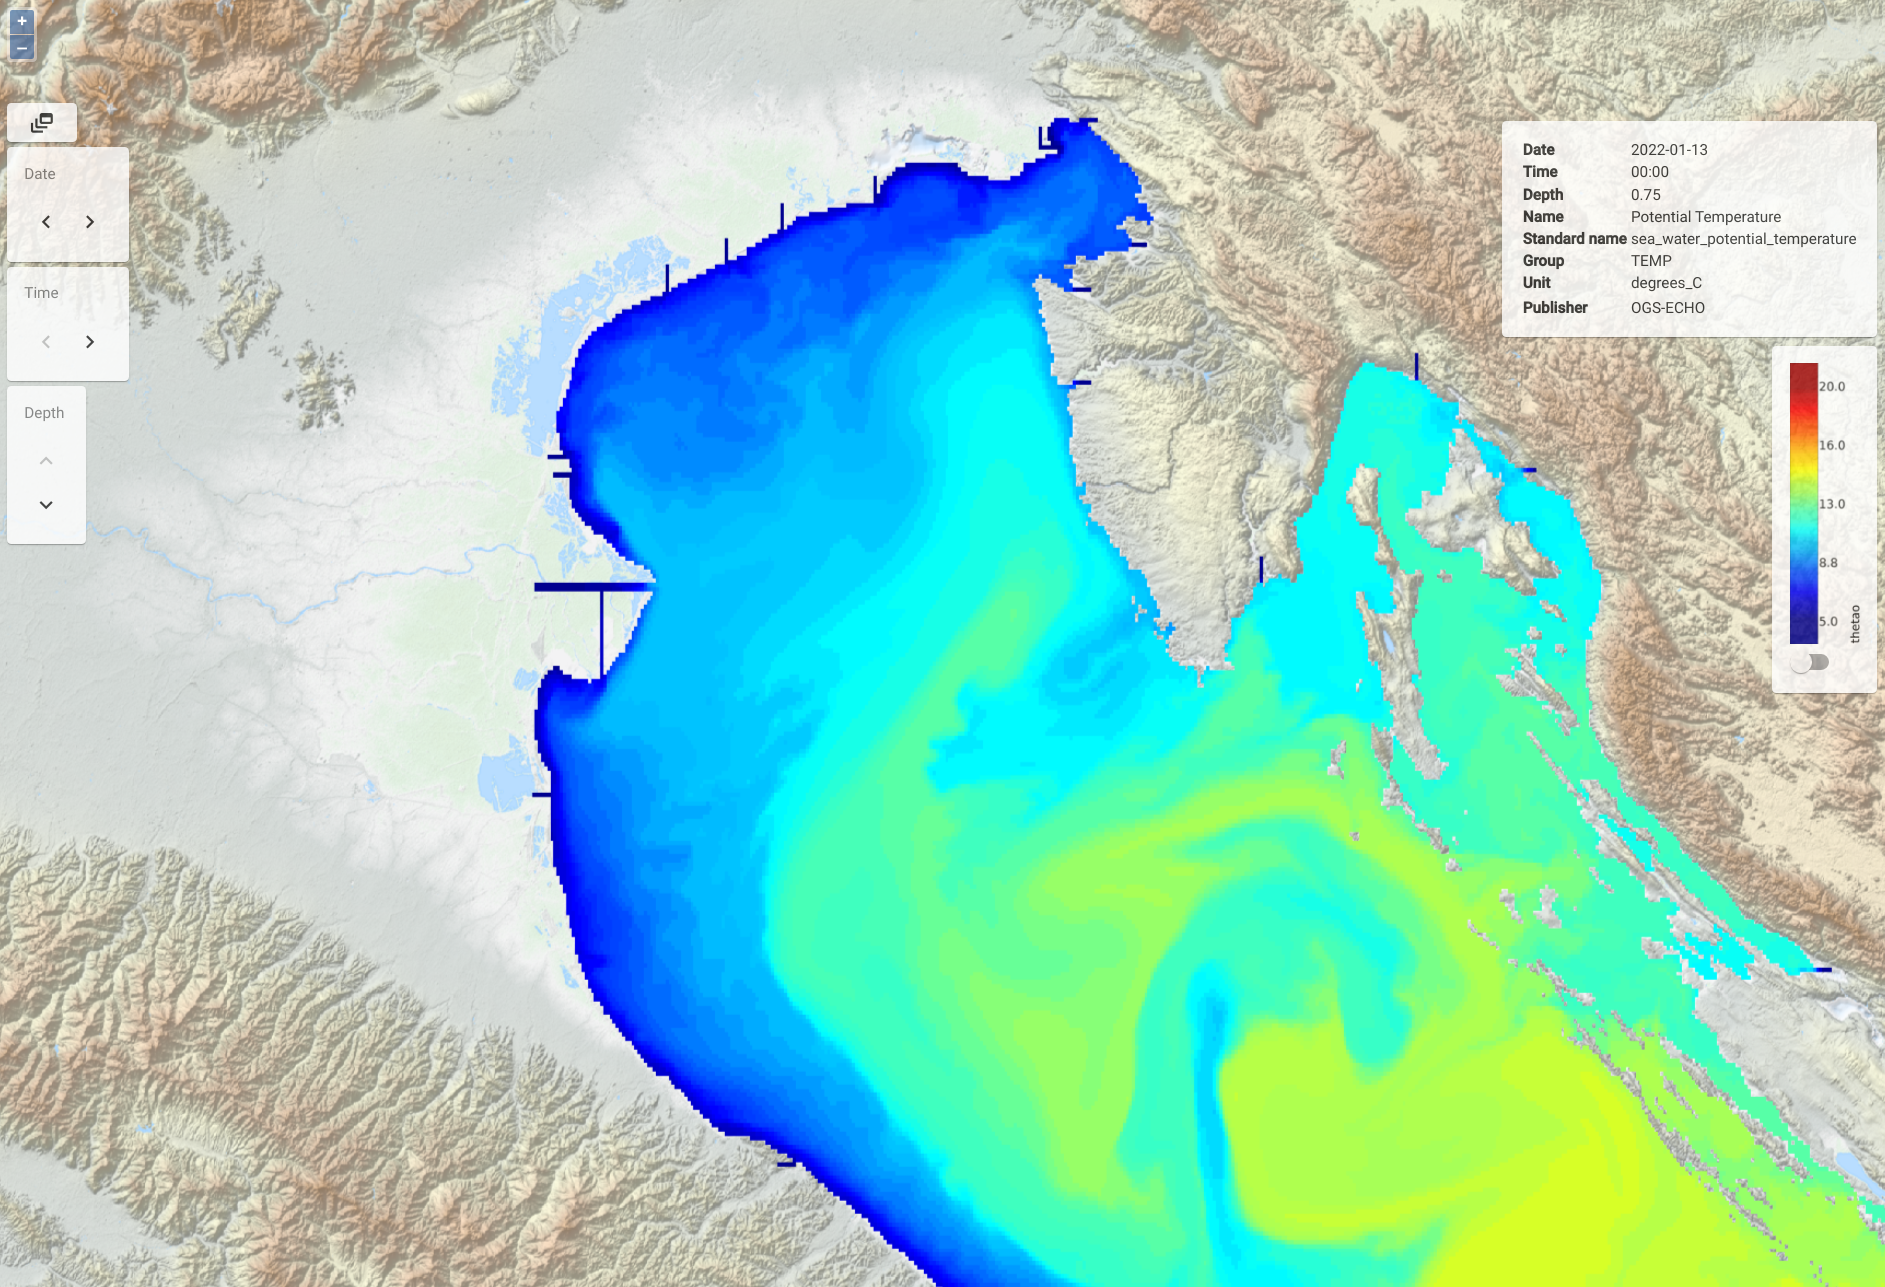 +
−
Date
Time
Depth
Date 2022-01-13
Time 00:00
Depth 0.75
Name Potential Temperature
Standard name sea_water_potential_temperature
Group TEMP
Unit degrees_C
Publisher OGS-ECHO
20.0
16.0
13.0
8.8
5.0
thetao